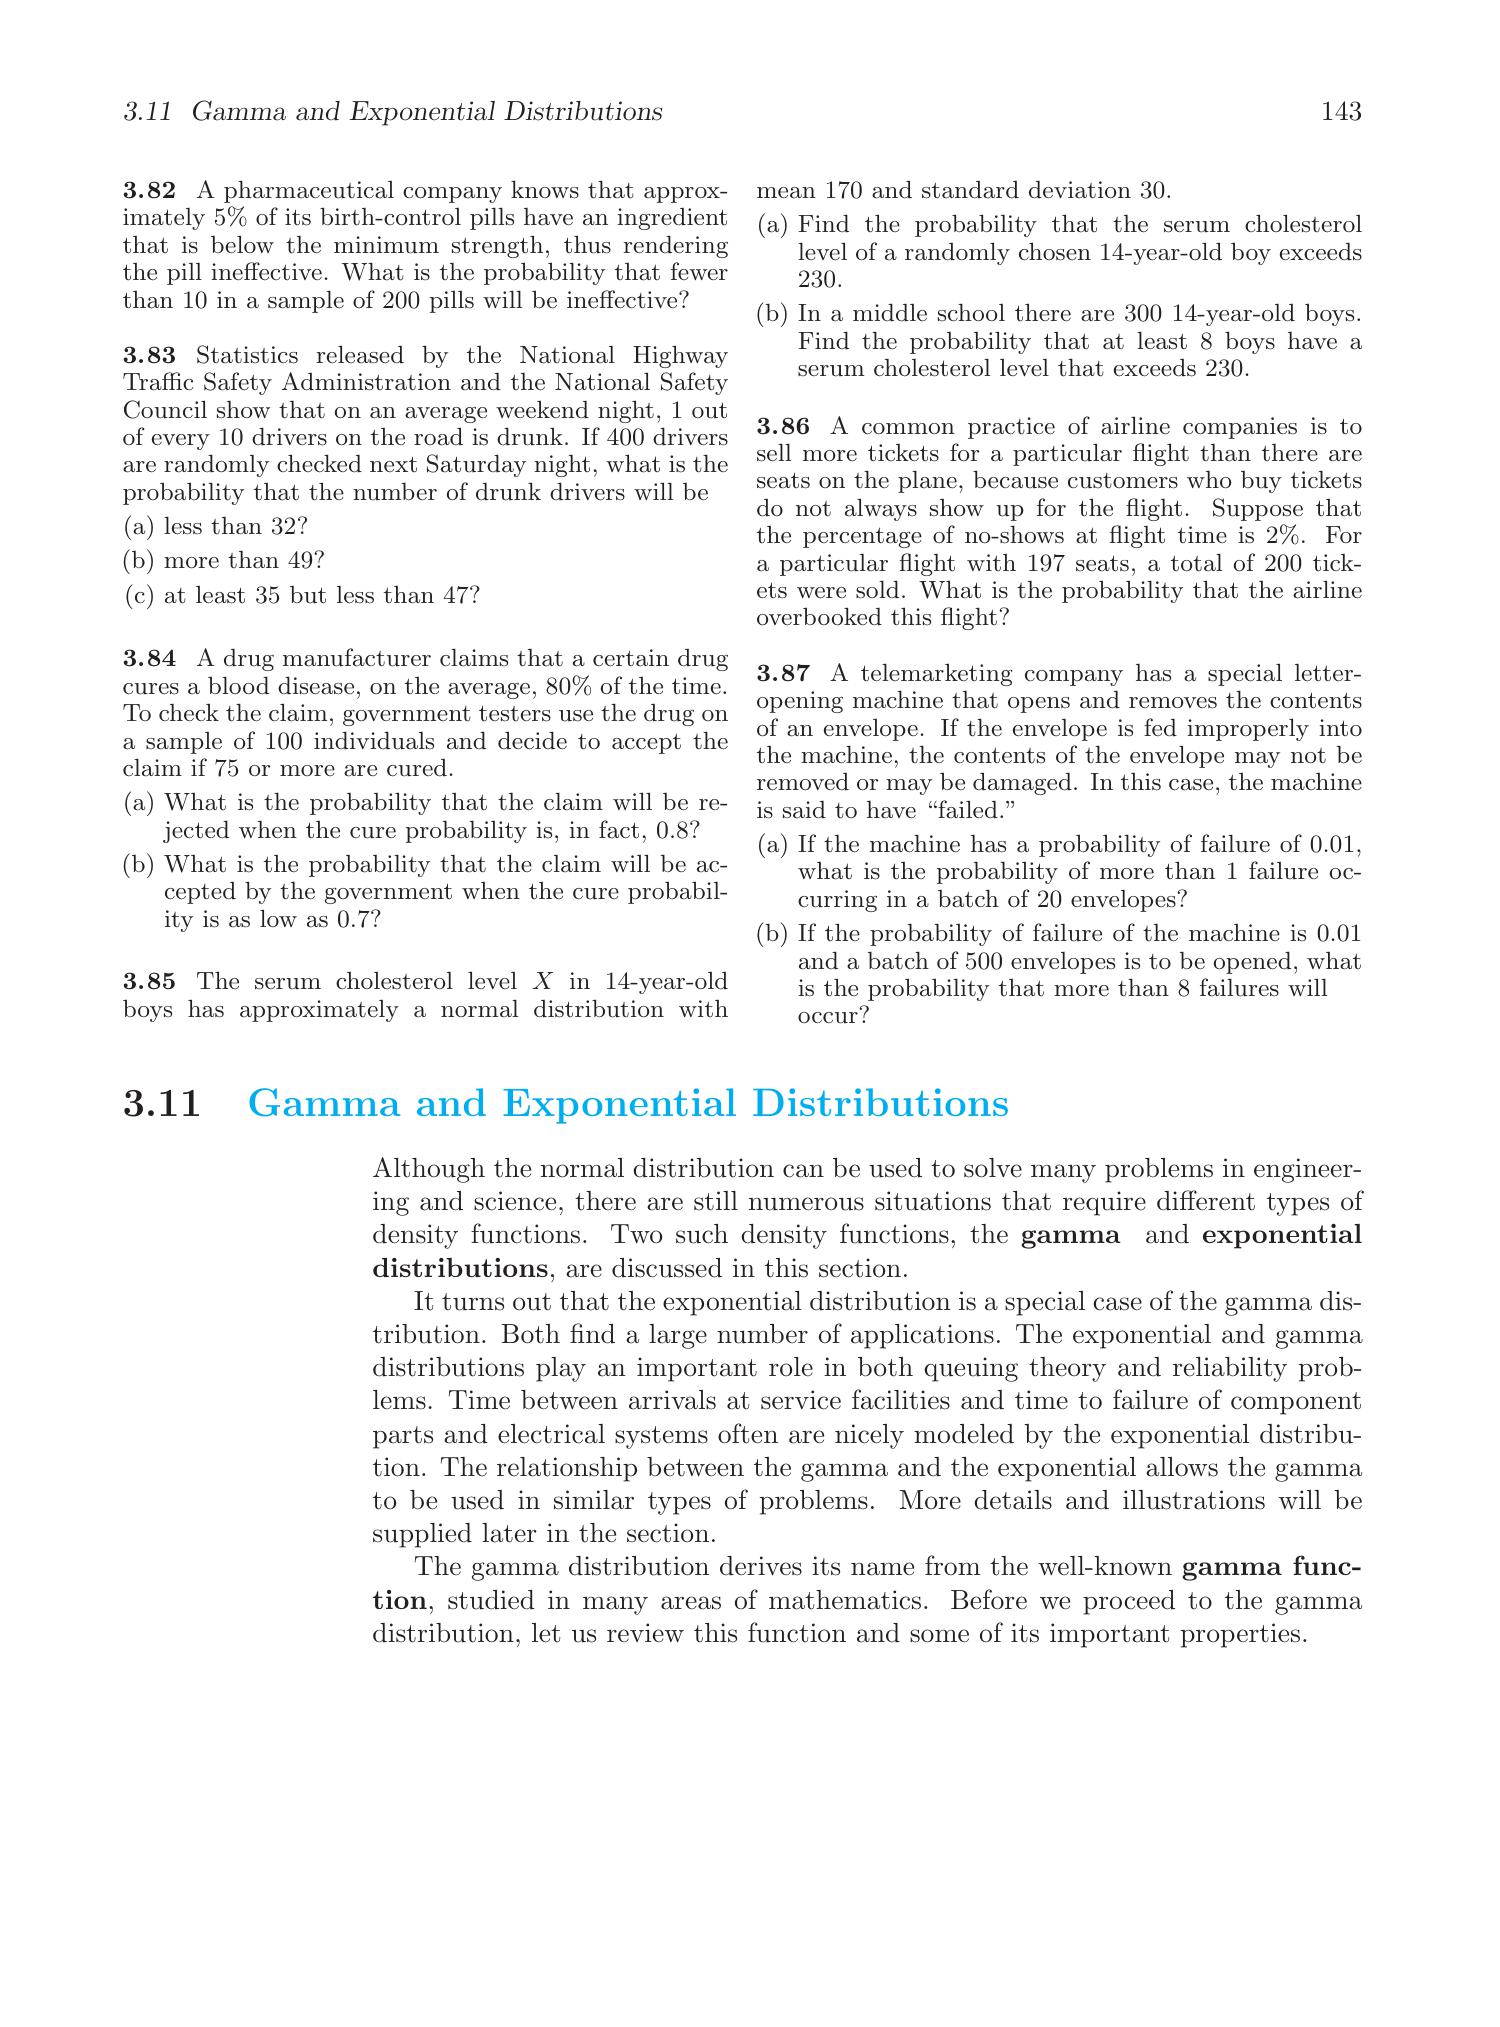 3.11 Gamma and Exponential Distributions 143
3.82 A pharmaceutical company knows that approx-
imately 5% of its birth-control pills have an ingredient
that is below the minimum strength, thus rendering
the pill ineffective. What is the probability that fewer
than 10 in a sample of 200 pills will be ineffective?
3.83 Statistics released by the National Highway
Traffic Safety Administration and the National Safety
Council show that on an average weekend night, 1 out
of every 10 drivers on the road is drunk. If 400 drivers
are randomly checked next Saturday night, what is the
probability that the number of drunk drivers will be
(a) less than 32?
(b) more than 49?
(c) at least 35 but less than 47?
3.84 A drug manufacturer claims that a certain drug
cures a blood disease, on the average, 80% of the time.
To check the claim, government testers use the drug on
a sample of 100 individuals and decide to accept the
claim if 75 or more are cured.
(a) What is the probability that the claim will be re-
jected when the cure probability is, in fact, 0.8?
(b) What is the probability that the claim will be ac-
cepted by the government when the cure probabil-
ity is as low as 0.7?
3.85 The serum cholesterol level X in 14-year-old
boys has approximately a normal distribution with
mean 170 and standard deviation 30.
(a) Find the probability that the serum cholesterol
level of a randomly chosen 14-year-old boy exceeds
230.
(b) In a middle school there are 300 14-year-old boys.
Find the probability that at least 8 boys have a
serum cholesterol level that exceeds 230.
3.86 A common practice of airline companies is to
sell more tickets for a particular flight than there are
seats on the plane, because customers who buy tickets
do not always show up for the flight. Suppose that
the percentage of no-shows at flight time is 2%. For
a particular flight with 197 seats, a total of 200 tick-
ets were sold. What is the probability that the airline
overbooked this flight?
3.87 A telemarketing company has a special letter-
opening machine that opens and removes the contents
of an envelope. If the envelope is fed improperly into
the machine, the contents of the envelope may not be
removed or may be damaged. In this case, the machine
is said to have “failed.”
(a) If the machine has a probability of failure of 0.01,
what is the probability of more than 1 failure oc-
curring in a batch of 20 envelopes?
(b) If the probability of failure of the machine is 0.01
and a batch of 500 envelopes is to be opened, what
is the probability that more than 8 failures will
occur?
3.11 Gamma and Exponential Distributions
Although the normal distribution can be used to solve many problems in engineer-
ing and science, there are still numerous situations that require different types of
density functions. Two such density functions, the gamma and exponential
distributions, are discussed in this section.
It turns out that the exponential distribution is a special case of the gamma dis-
tribution. Both find a large number of applications. The exponential and gamma
distributions play an important role in both queuing theory and reliability prob-
lems. Time between arrivals at service facilities and time to failure of component
parts and electrical systems often are nicely modeled by the exponential distribu-
tion. The relationship between the gamma and the exponential allows the gamma
to be used in similar types of problems. More details and illustrations will be
supplied later in the section.
The gamma distribution derives its name from the well-known gamma func-
tion, studied in many areas of mathematics. Before we proceed to the gamma
distribution, let us review this function and some of its important properties.